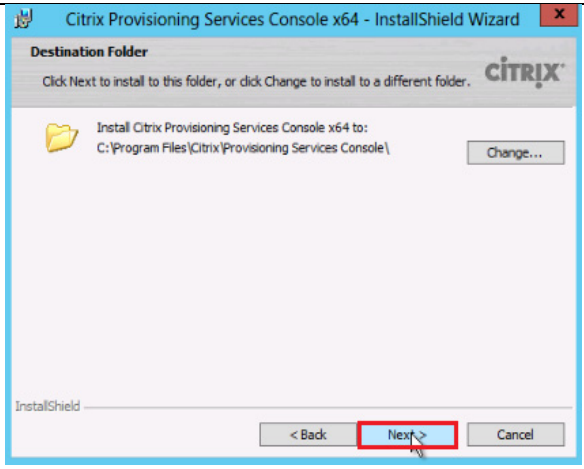 Citrix Provisioning Services Console x64 - InstallShield Wizard
x
Destination Folder
Click Next to install to this folder, or click Change to install to a different folder.
CITRIX
Install Citrix Provisioning Services Console x64 to:
C:\Program Files\Citrix\Provisioning Services Console\
Change...
InstallShield
< Back
Next >
Cancel